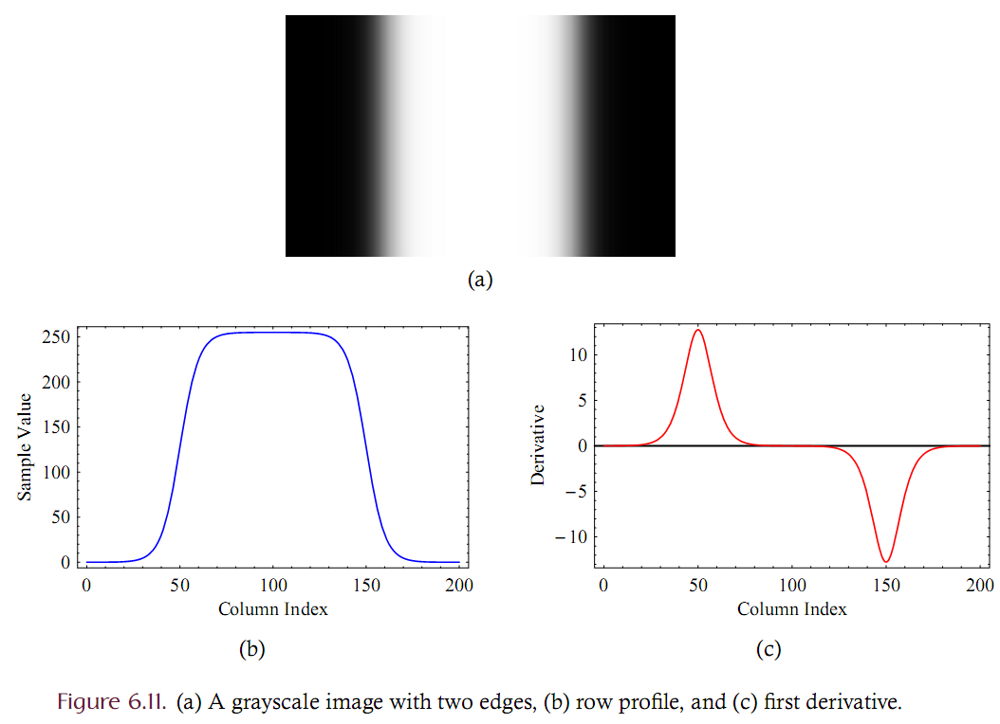 (a)
250
200
150
100
50
0
Sample Value
0 50 100 150 200
Column Index
(b)
10
5
0
−5
−10
Derivative
0 50 100 150 200
Column Index
(c)
Figure 6.11. (a) A grayscale image with two edges, (b) row profile, and (c) first derivative.